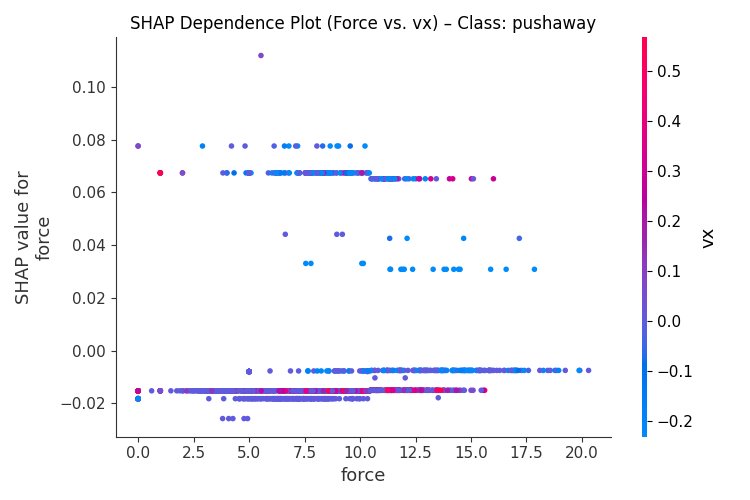 SHAP Dependence Plot (Force vs. vx) – Class: pushaway
SHAP value for
force
0.10
0.08
0.06
0.04
0.02
0.00
−0.02
0.0 2.5 5.0 7.5 10.0 12.5 15.0 17.5 20.0
force
0.5
0.4
0.3
0.2
0.1
0.0
−0.1
−0.2
vx